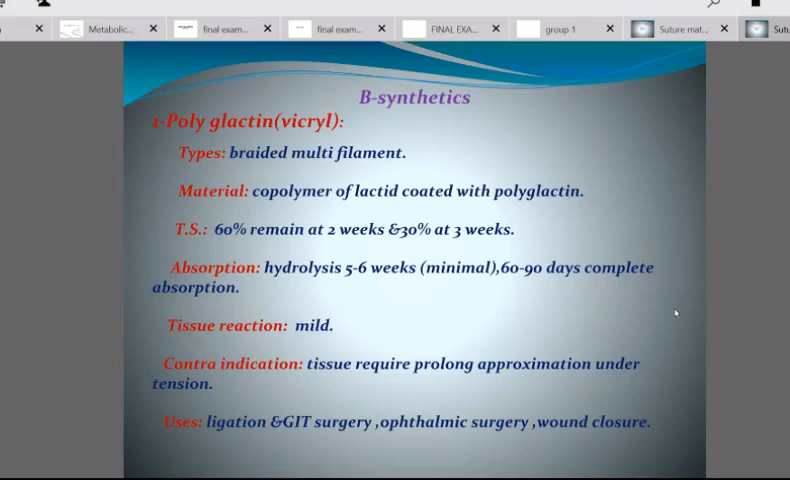 Metabolic...
final exam...
final exam...
FINAL EXA...
group 1
Suture mat...
Sutu
B-synthetics
1-Poly glactin(vicryl):
Types: braided multi filament.
Material: copolymer of lactid coated with polyglactin.
T.S.: 60% remain at 2 weeks &30% at 3 weeks.
Absorption: hydrolysis 5-6 weeks (minimal),60-90 days complete
absorption.
Tissue reaction: mild.
Contra indication: tissue require prolong approximation under
tension.
Uses: ligation &GIT surgery ,ophthalmic surgery ,wound closure.